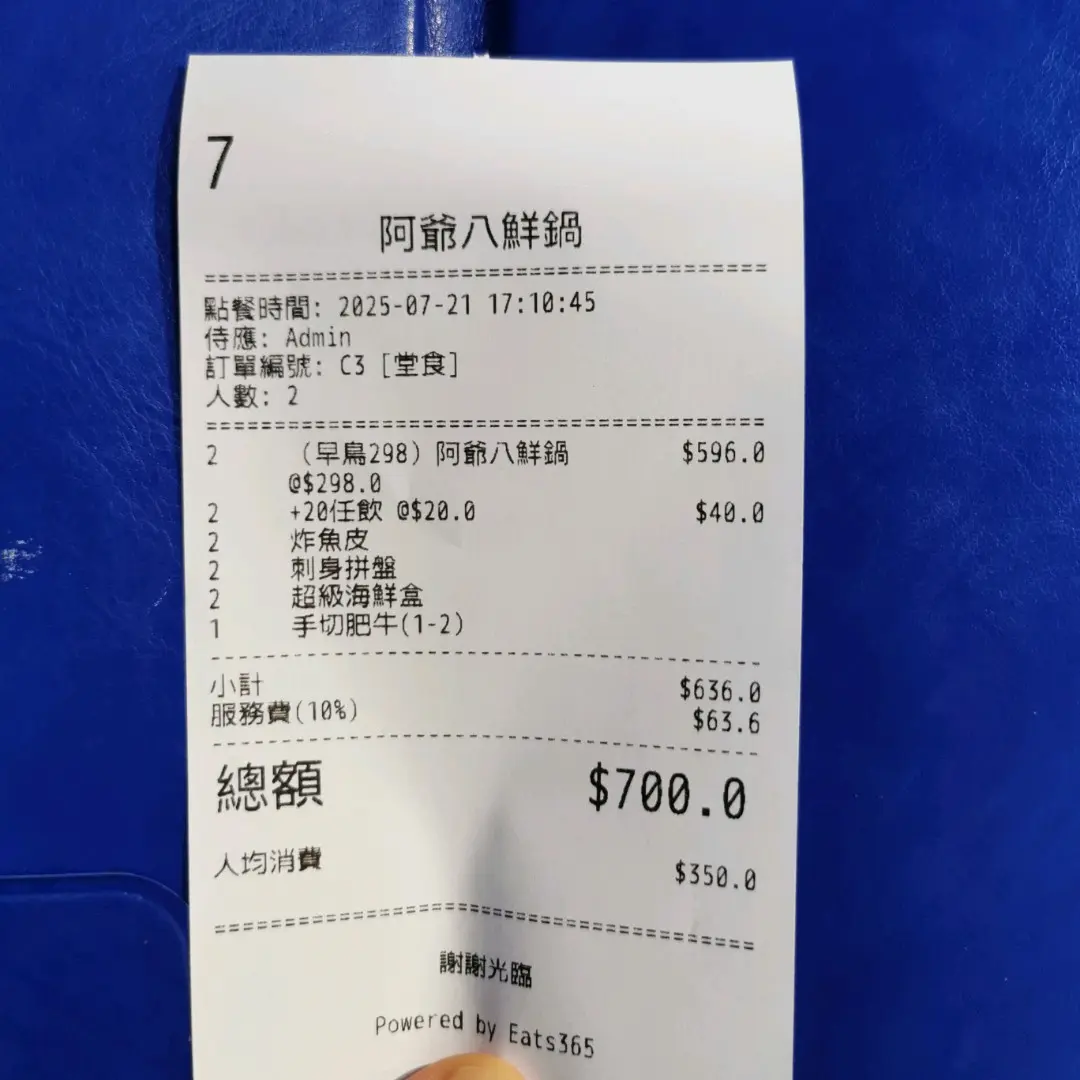 7
阿爺八鮮鍋
==========================================
點餐時間: 2025-07-21 17:10:45
侍應: Admin
訂單編號: C3 [堂食]
人數: 2
==========================================
2 (早鳥298) 阿爺八鮮鍋 $596.0
@$298.0
2 +20任飲 @$20.0 $40.0
2 炸魚皮
2 刺身拼盤
2 超級海鮮盒
1 手切肥牛(1-2)
------------------------------------------
小計 $636.0
服務費(10%) $63.6
------------------------------------------
總額 $700.0
人均消費 $350.0
==========================================
謝謝光臨
Powered by Eats365